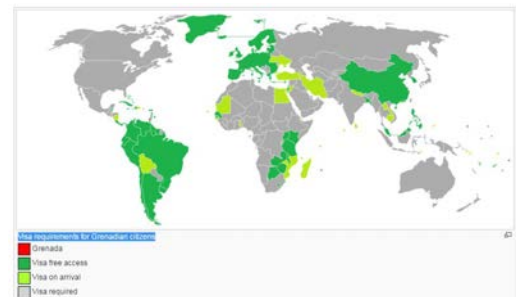 Visa requirements for Grenadian citizens
Grenada
Visa free access
Visa on arrival
Visa required